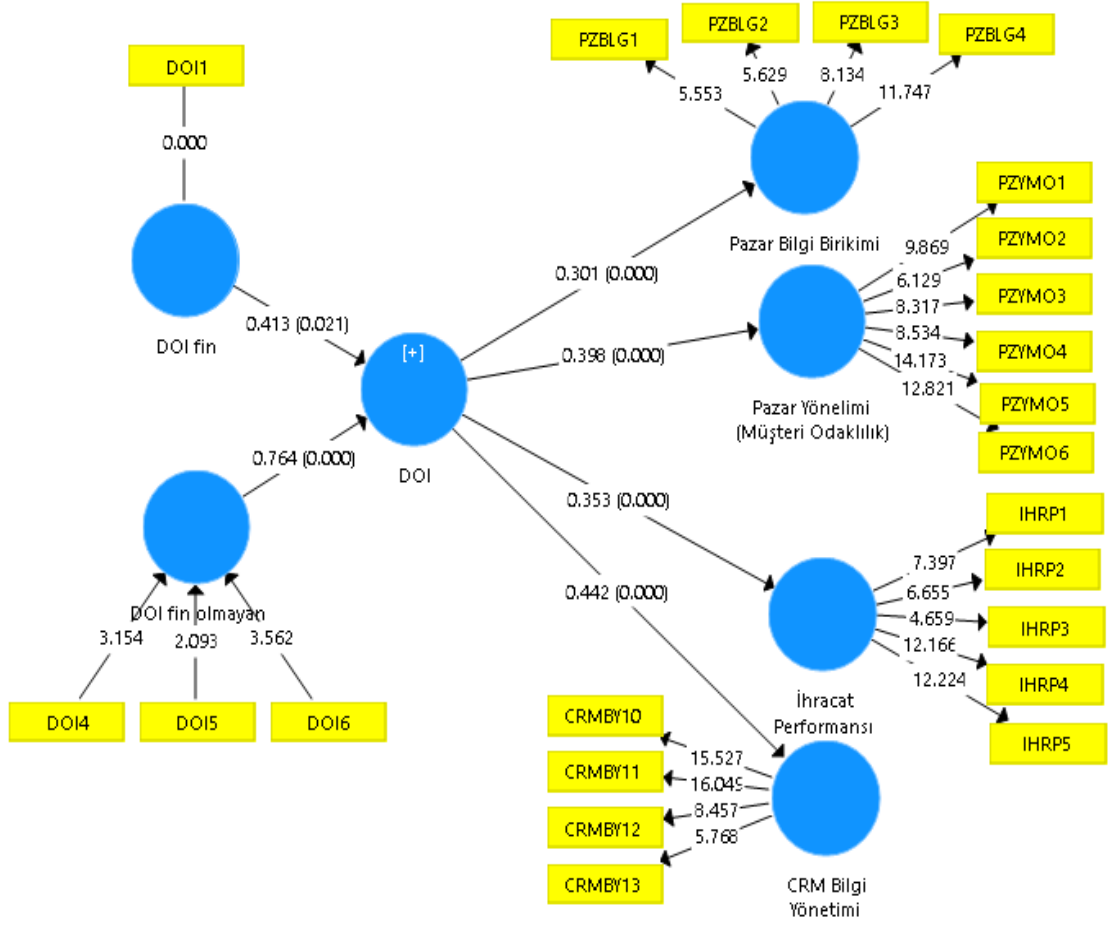 PZBLG1
PZBLG2
PZBLG3
PZBLG4
DOI1
5.553
5.629
8.134
11.747
0.000
PZYMO1
PZYMO2
PZYMO3
PZYMO4
PZYMO5
PZYMO6
Pazar Bilgi Birikimi
9.869
6.129
8.317
8.534
14.173
12.821
0.301 (0.000)
DOI fin
0.413 (0.021)
[+]
DOI
0.398 (0.000)
Pazar Yönelimi
(Müşteri Odaklılık)
0.764 (0.000)
0.353 (0.000)
IHRP1
IHRP2
IHRP3
IHRP4
IHRP5
7.397
6.655
4.659
12.166
12.224
0.442 (0.000)
DOI fin olmayan
3.154
2.093
3.562
DOI4
DOI5
DOI6
İhracat
Performansı
CRMBY10
CRMBY11
CRMBY12
CRMBY13
15.527
16.049
8.457
5.768
CRM Bilgi
Yönetimi